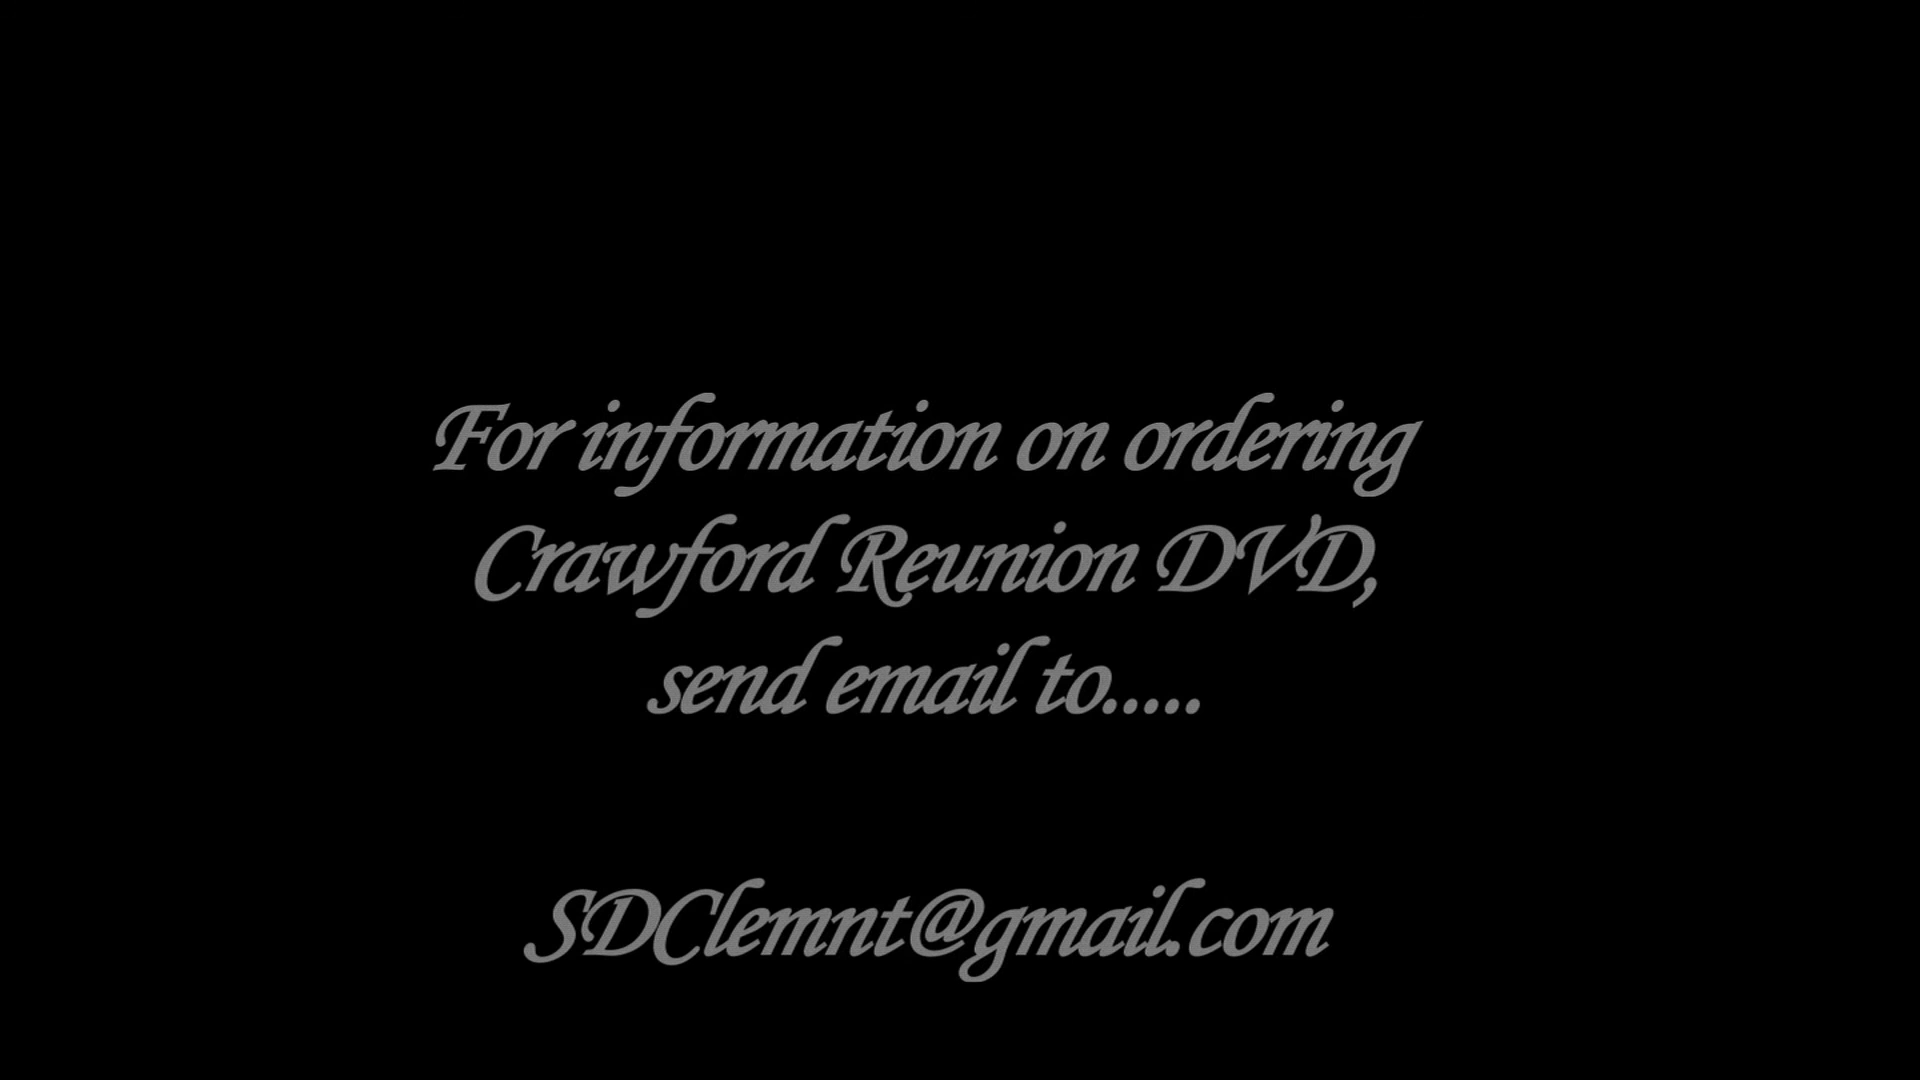 For information on ordering
Crawford Reunion DVD,
send email to.....
SDClemnt@gmail.com